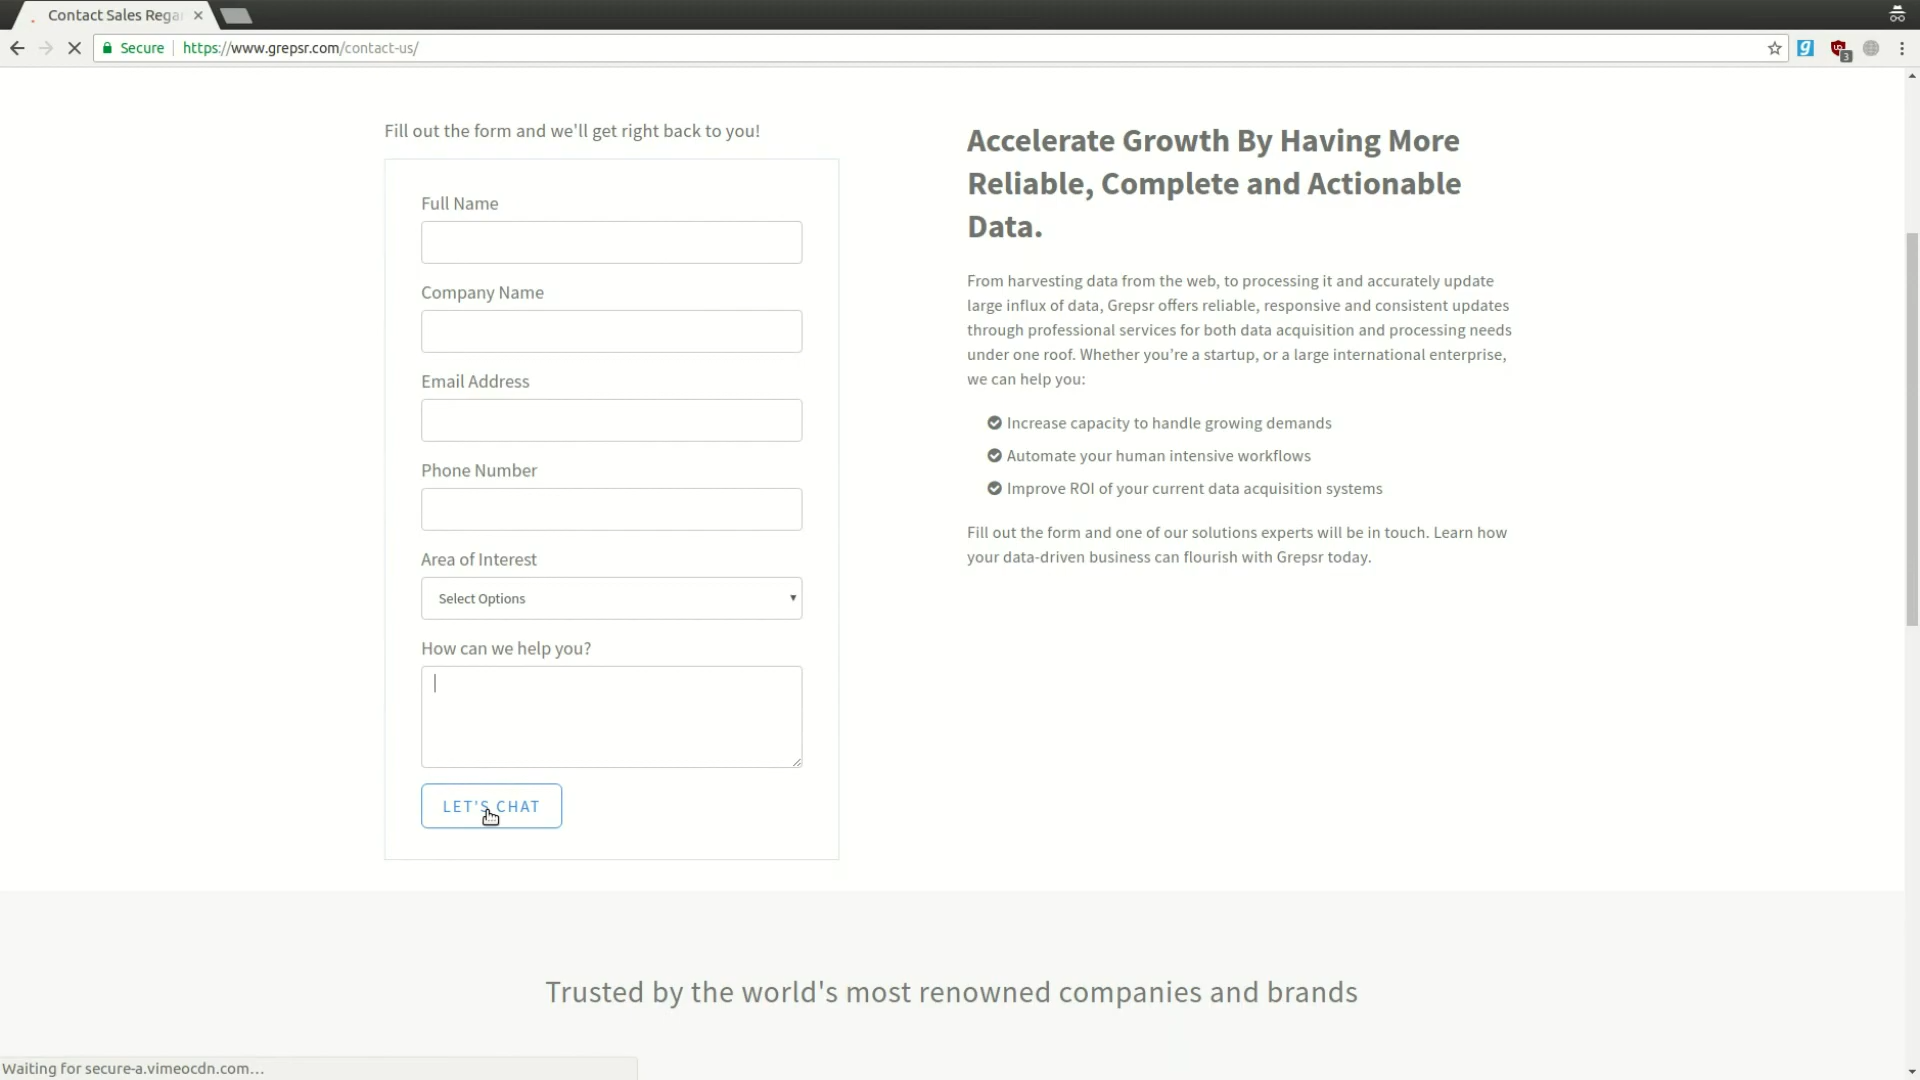 Contact Sales Rega
Secure
https://www.grepsr.com/contact-us/
3
Fill out the form and we'll get right back to you!
Full Name
Company Name
Email Address
Phone Number
Area of Interest
Select Options
How can we help you?
LET'S CHAT
Accelerate Growth By Having More
Reliable, Complete and Actionable
Data.
From harvesting data from the web, to processing it and accurately update
large influx of data, Grepsr offers reliable, responsive and consistent updates
through professional services for both data acquisition and processing needs
under one roof. Whether you're a startup, or a large international enterprise,
we can help you:
Increase capacity to handle growing demands
Automate your human intensive workflows
Improve ROI of your current data acquisition systems
Fill out the form and one of our solutions experts will be in touch. Learn how
your data-driven business can flourish with Grepsr today.
Trusted by the world's most renowned companies and brands
Waiting for secure-a.vimeocdn.com...